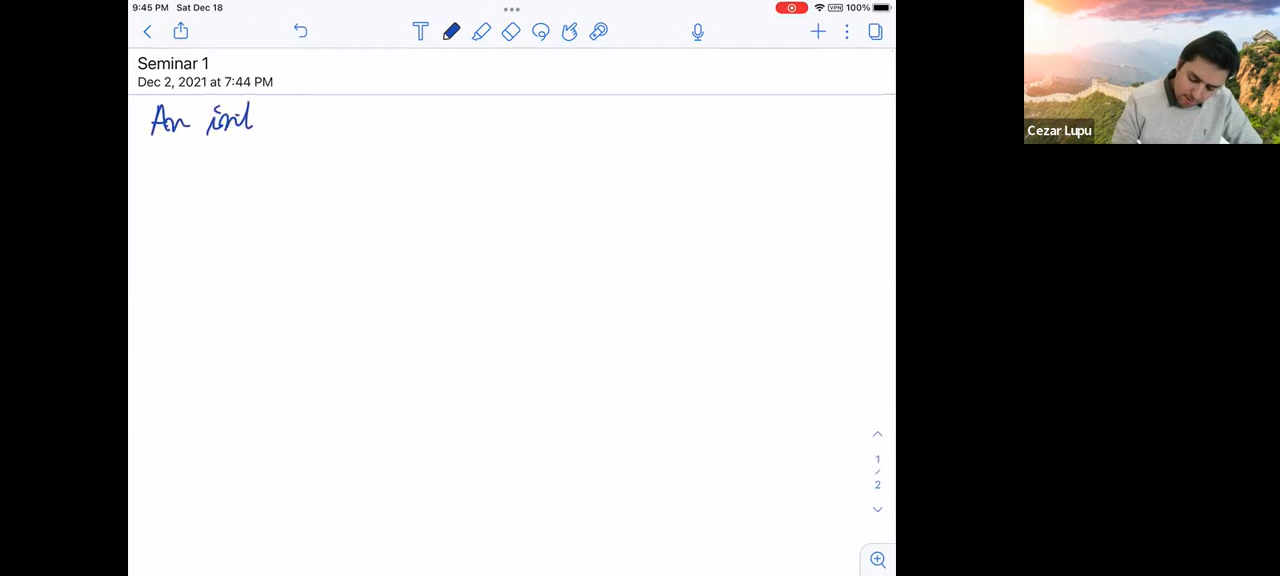 9:45 PM Sat Dec 18
VPN 100%
Seminar 1
Dec 2, 2021 at 7:44 PM
An
Cezar Lupu
1
/
2